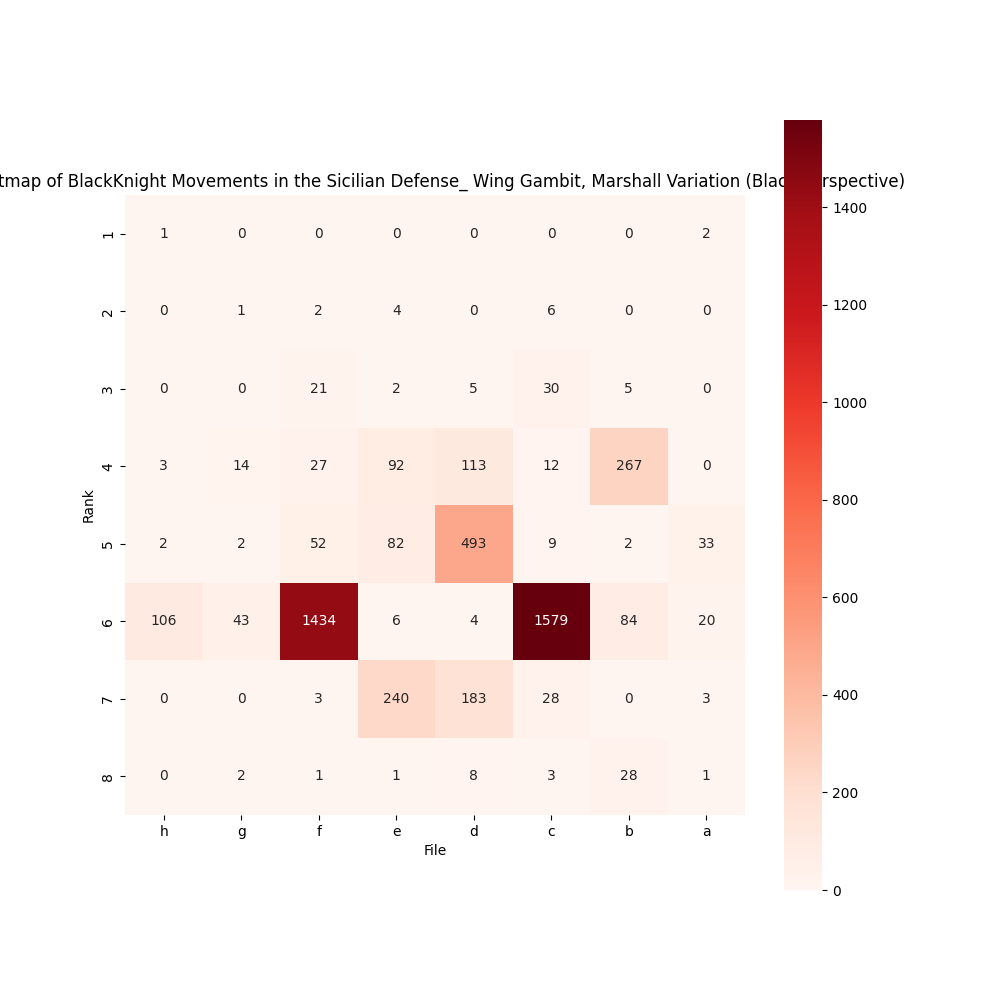 tmap of BlackKnight Movements in the Sicilian Defense_ Wing Gambit, Marshall Variation (Blac rspective)
1 1 0 0 0 0 0 0 2
2 0 1 2 4 0 6 0 0
3 0 0 21 2 5 30 5 0
4 3 14 27 92 113 12 267 0
5 2 2 52 82 493 9 2 33
6 106 43 1434 6 4 1579 84 20
7 0 0 3 240 183 28 0 3
8 0 2 1 1 8 3 28 1
h g f e d c b a
File
Rank
1400
1200
1000
800
600
400
200
0